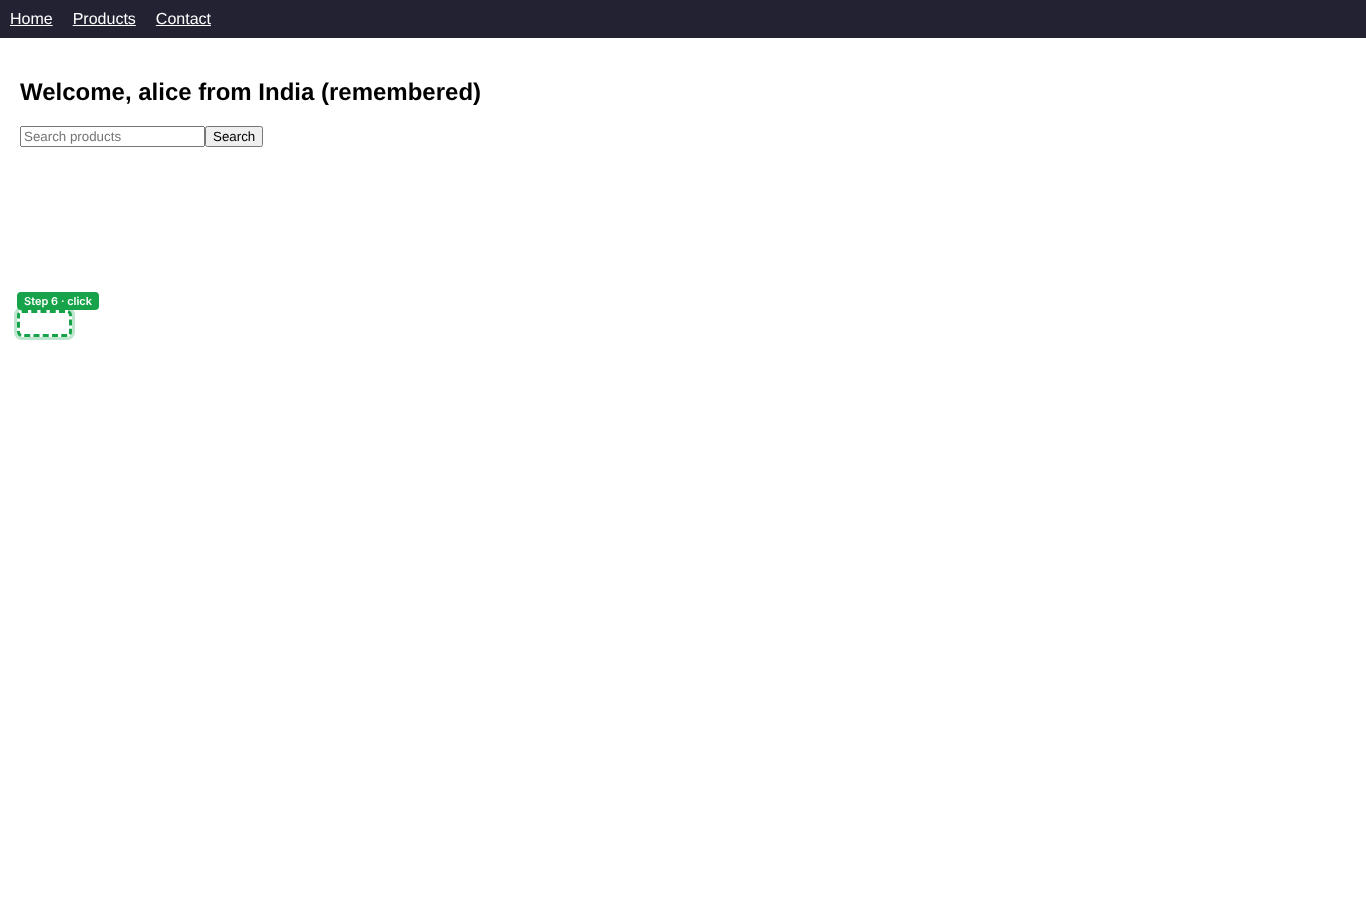 Home Products Contact
Welcome, alice from India (remembered)
Search products Search
Step 6 · click